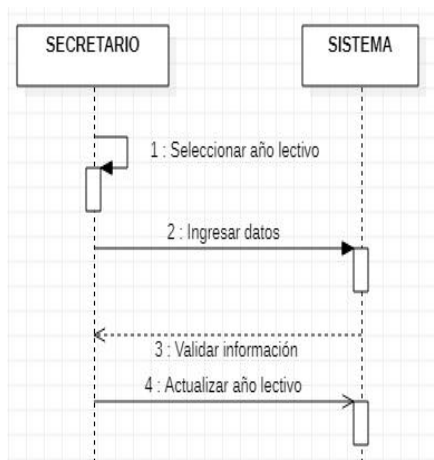 SECRETARIO
SISTEMA
1 : Seleccionar año lectivo
2 : Ingresar datos
3 : Validar información
4 : Actualizar año lectivo